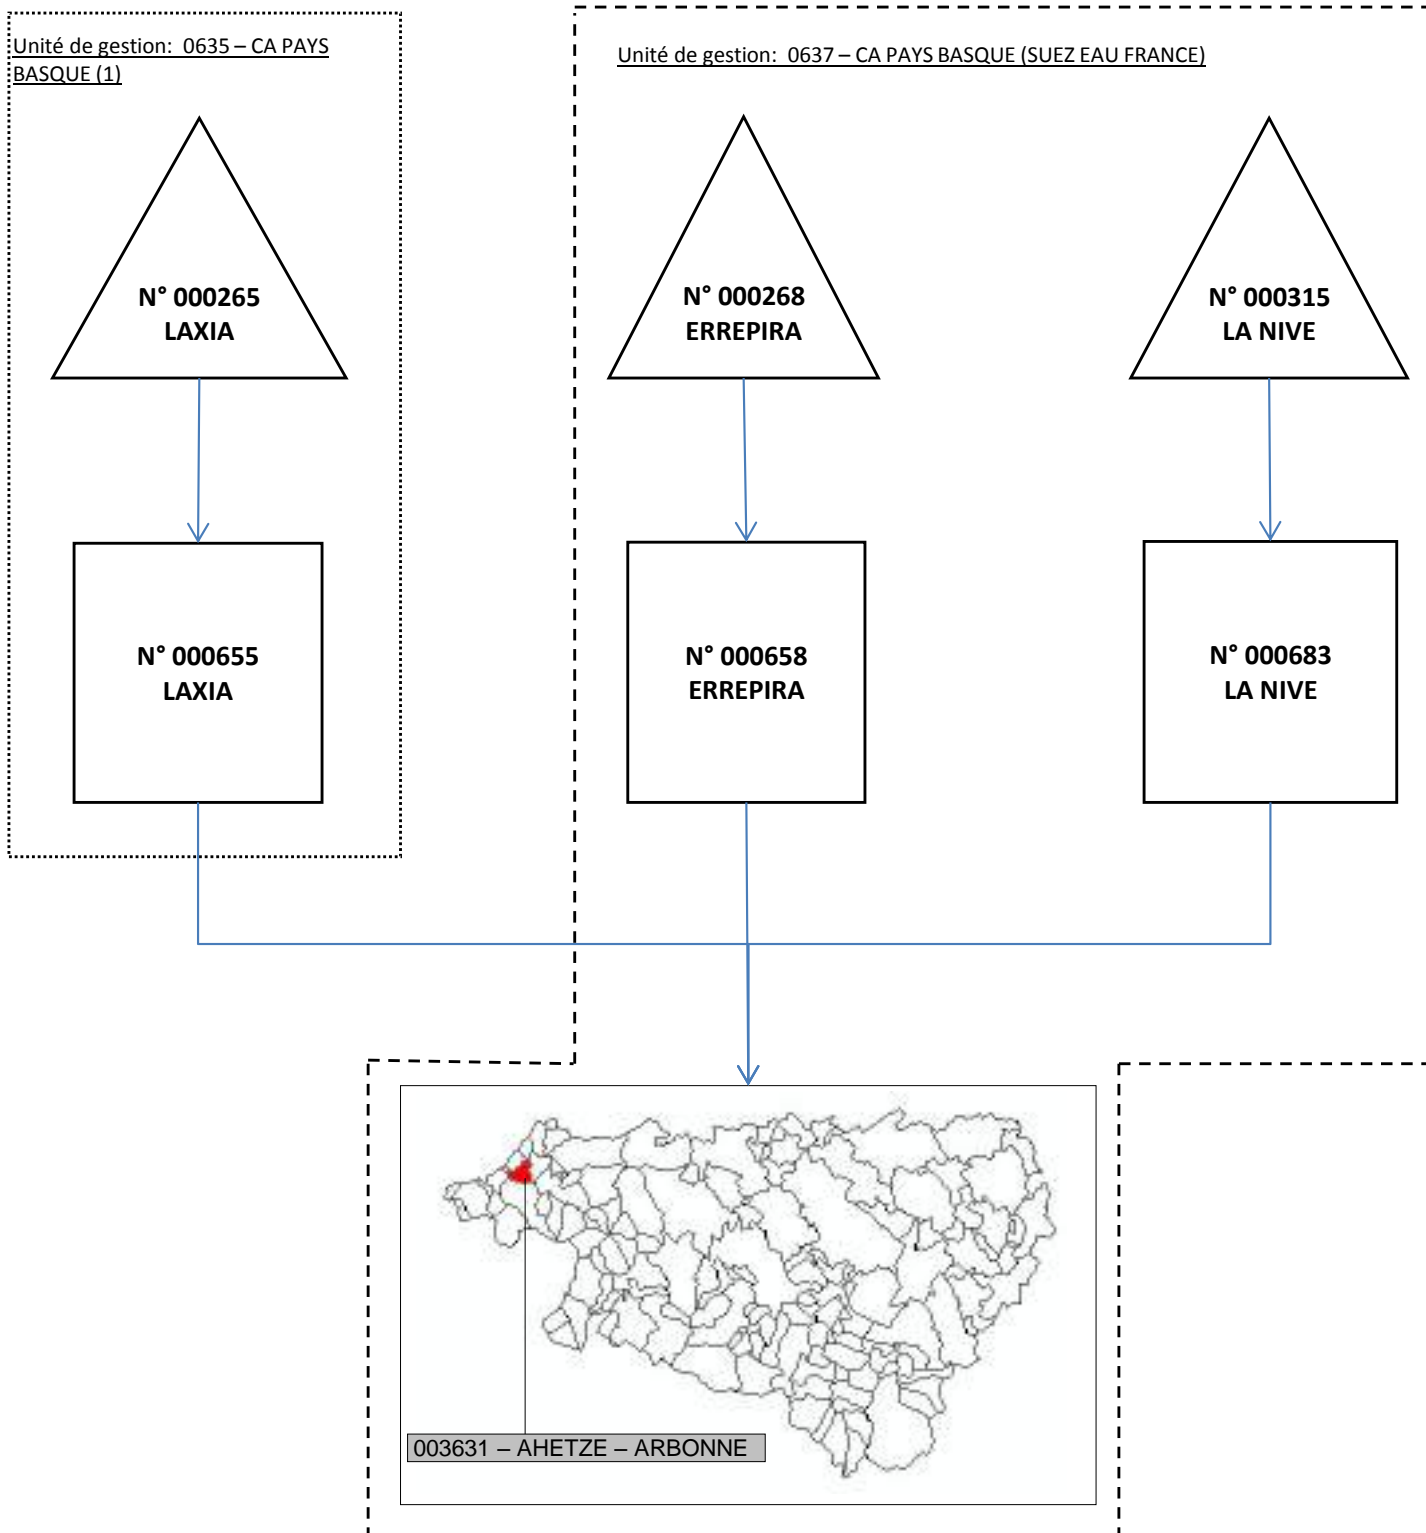 Unité de gestion: 0635 – CA PAYS
BASQUE (1)
Unité de gestion: 0637 – CA PAYS BASQUE (SUEZ EAU FRANCE)
N° 000265
LAXIA
N° 000268
ERREPIRA
N° 000315
LA NIVE
N° 000655
LAXIA
N° 000658
ERREPIRA
N° 000683
LA NIVE
003631 – AHETZE – ARBONNE